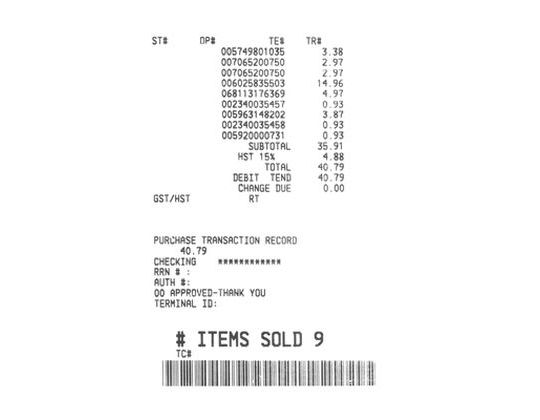 ST# OP# TE# TR#
005749801035 3.38
007065200750 2.97
007065200750 2.97
006025835503 14.96
068113176369 4.97
002340035457 0.93
005963148202 3.87
002340035458 0.93
005920000731 0.93
SUBTOTAL 35.91
HST 15% 4.88
TOTAL 40.79
DEBIT TEND 40.79
CHANGE DUE 0.00
GST/HST RT
PURCHASE TRANSACTION RECORD
40.79
CHECKING ************
RRN # :
AUTH #:
00 APPROVED-THANK YOU
TERMINAL ID:
# ITEMS SOLD 9
TC#